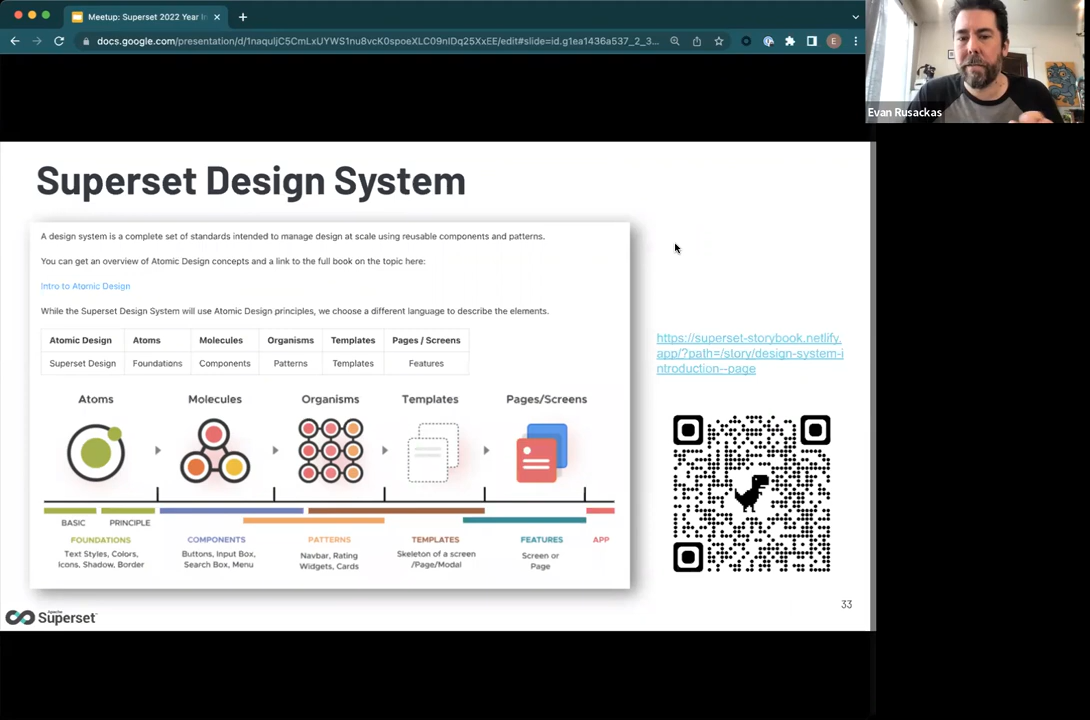 Meetup: Superset 2022 Year In
docs.google.com/presentation/d/1naquljC5CmLxUYWS1nu8vcK0spoeXLC09nIDq25XxEE/edit#slide=id.g1ea1436a537_2_3...
E
Evan Rusackas
Superset Design System
A design system is a complete set of standards intended to manage design at scale using reusable components and patterns.
You can get an overview of Atomic Design concepts and a link to the full book on the topic here:
Intro to Atomic Design
While the Superset Design System will use Atomic Design principles, we choose a different language to describe the elements.
Atomic Design Atoms Molecules Organisms Templates Pages / Screens
Superset Design Foundations Components Patterns Templates Features
Atoms Molecules Organisms Templates Pages/Screens
BASIC PRINCIPLE
FOUNDATIONS COMPONENTS PATTERNS TEMPLATES FEATURES APP
Text Styles, Colors, Buttons, Input Box, Navbar, Rating Skeleton of a screen Screen or
Icons, Shadow, Border Search Box, Menu Widgets, Cards /Page/Modal Page
https://superset-storybook.netlify.
app/?path=/story/design-system-i
ntroduction--page
33
Apache
Superset™